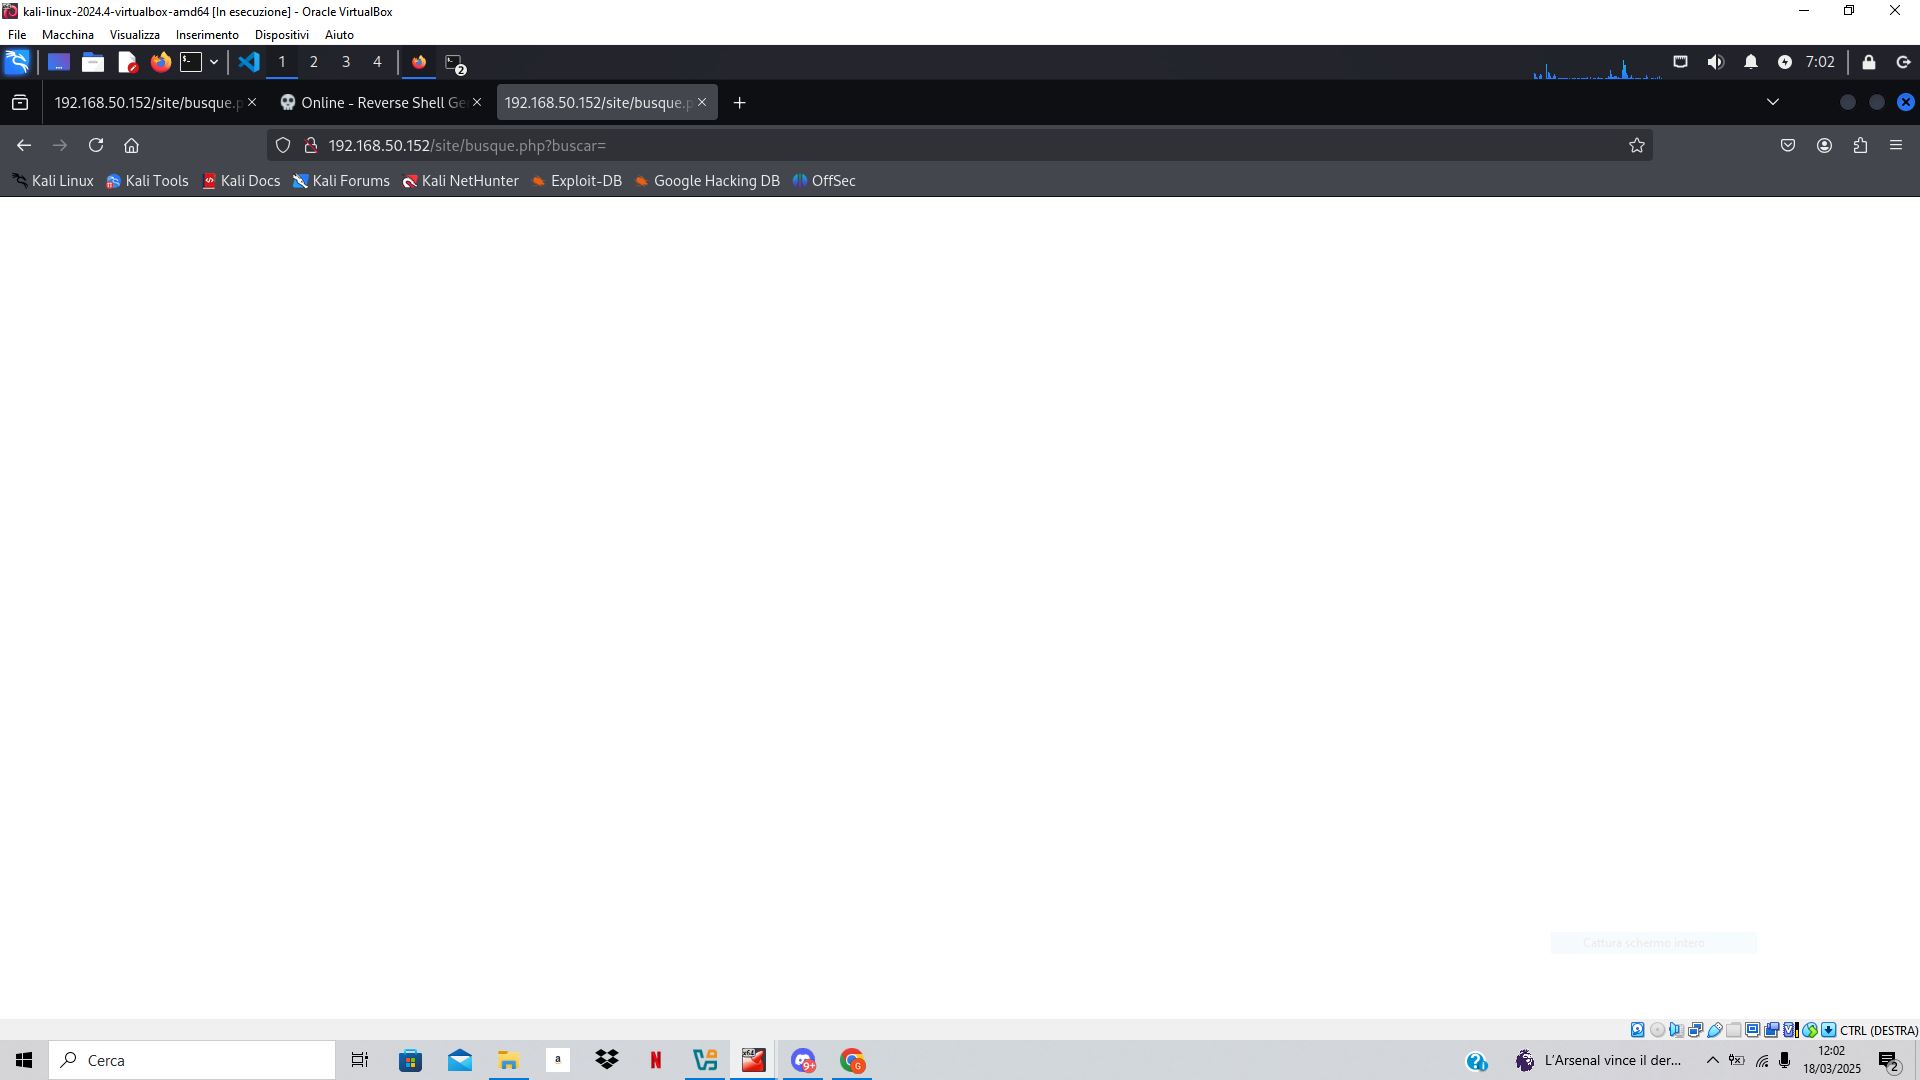 kali-linux-2024.4-virtualbox-amd64 [In esecuzione] - Oracle VirtualBox
File Macchina Visualizza Inserimento Dispositivi Aiuto
1 2 3 4 2 7:02
192.168.50.152/site/busque.p Online - Reverse Shell Ge 192.168.50.152/site/busque.p
192.168.50.152/site/busque.php?buscar=
Kali Linux Kali Tools Kali Docs Kali Forums Kali NetHunter Exploit-DB Google Hacking DB OffSec
Cattura schermo intero
CTRL (DESTRA)
Cerca a N x64 9+ G L'Arsenal vince il der... 12:02
18/03/2025 2